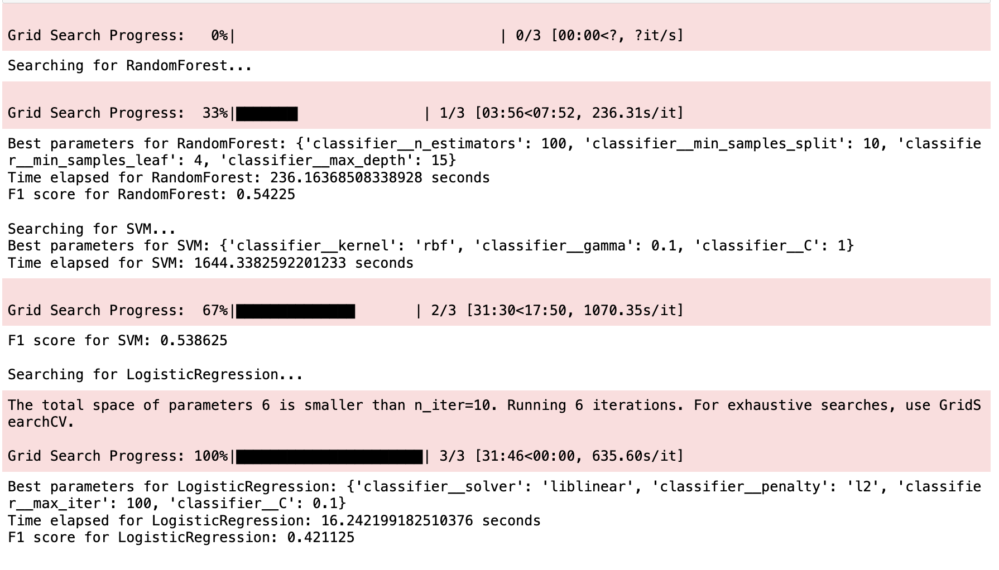 Grid Search Progress:   0%|                               | 0/3 [00:00<?, ?it/s]
Searching for RandomForest...
Grid Search Progress:  33%|███████               | 1/3 [03:56<07:52, 236.31s/it]
Best parameters for RandomForest: {'classifier__n_estimators': 100, 'classifier__min_samples_split': 10, 'classifie
r__min_samples_leaf': 4, 'classifier__max_depth': 15}
Time elapsed for RandomForest: 236.16368508338928 seconds
F1 score for RandomForest: 0.54225
Searching for SVM...
Best parameters for SVM: {'classifier__kernel': 'rbf', 'classifier__gamma': 0.1, 'classifier__C': 1}
Time elapsed for SVM: 1644.3382592201233 seconds
Grid Search Progress:  67%|██████████████       | 2/3 [31:30<17:50, 1070.35s/it]
F1 score for SVM: 0.538625
Searching for LogisticRegression...
The total space of parameters 6 is smaller than n_iter=10. Running 6 iterations. For exhaustive searches, use GridS
earchCV.
Grid Search Progress: 100%|██████████████████████| 3/3 [31:46<00:00, 635.60s/it]
Best parameters for LogisticRegression: {'classifier__solver': 'liblinear', 'classifier__penalty': 'l2', 'classifie
r__max_iter': 100, 'classifier__C': 0.1}
Time elapsed for LogisticRegression: 16.242199182510376 seconds
F1 score for LogisticRegression: 0.421125